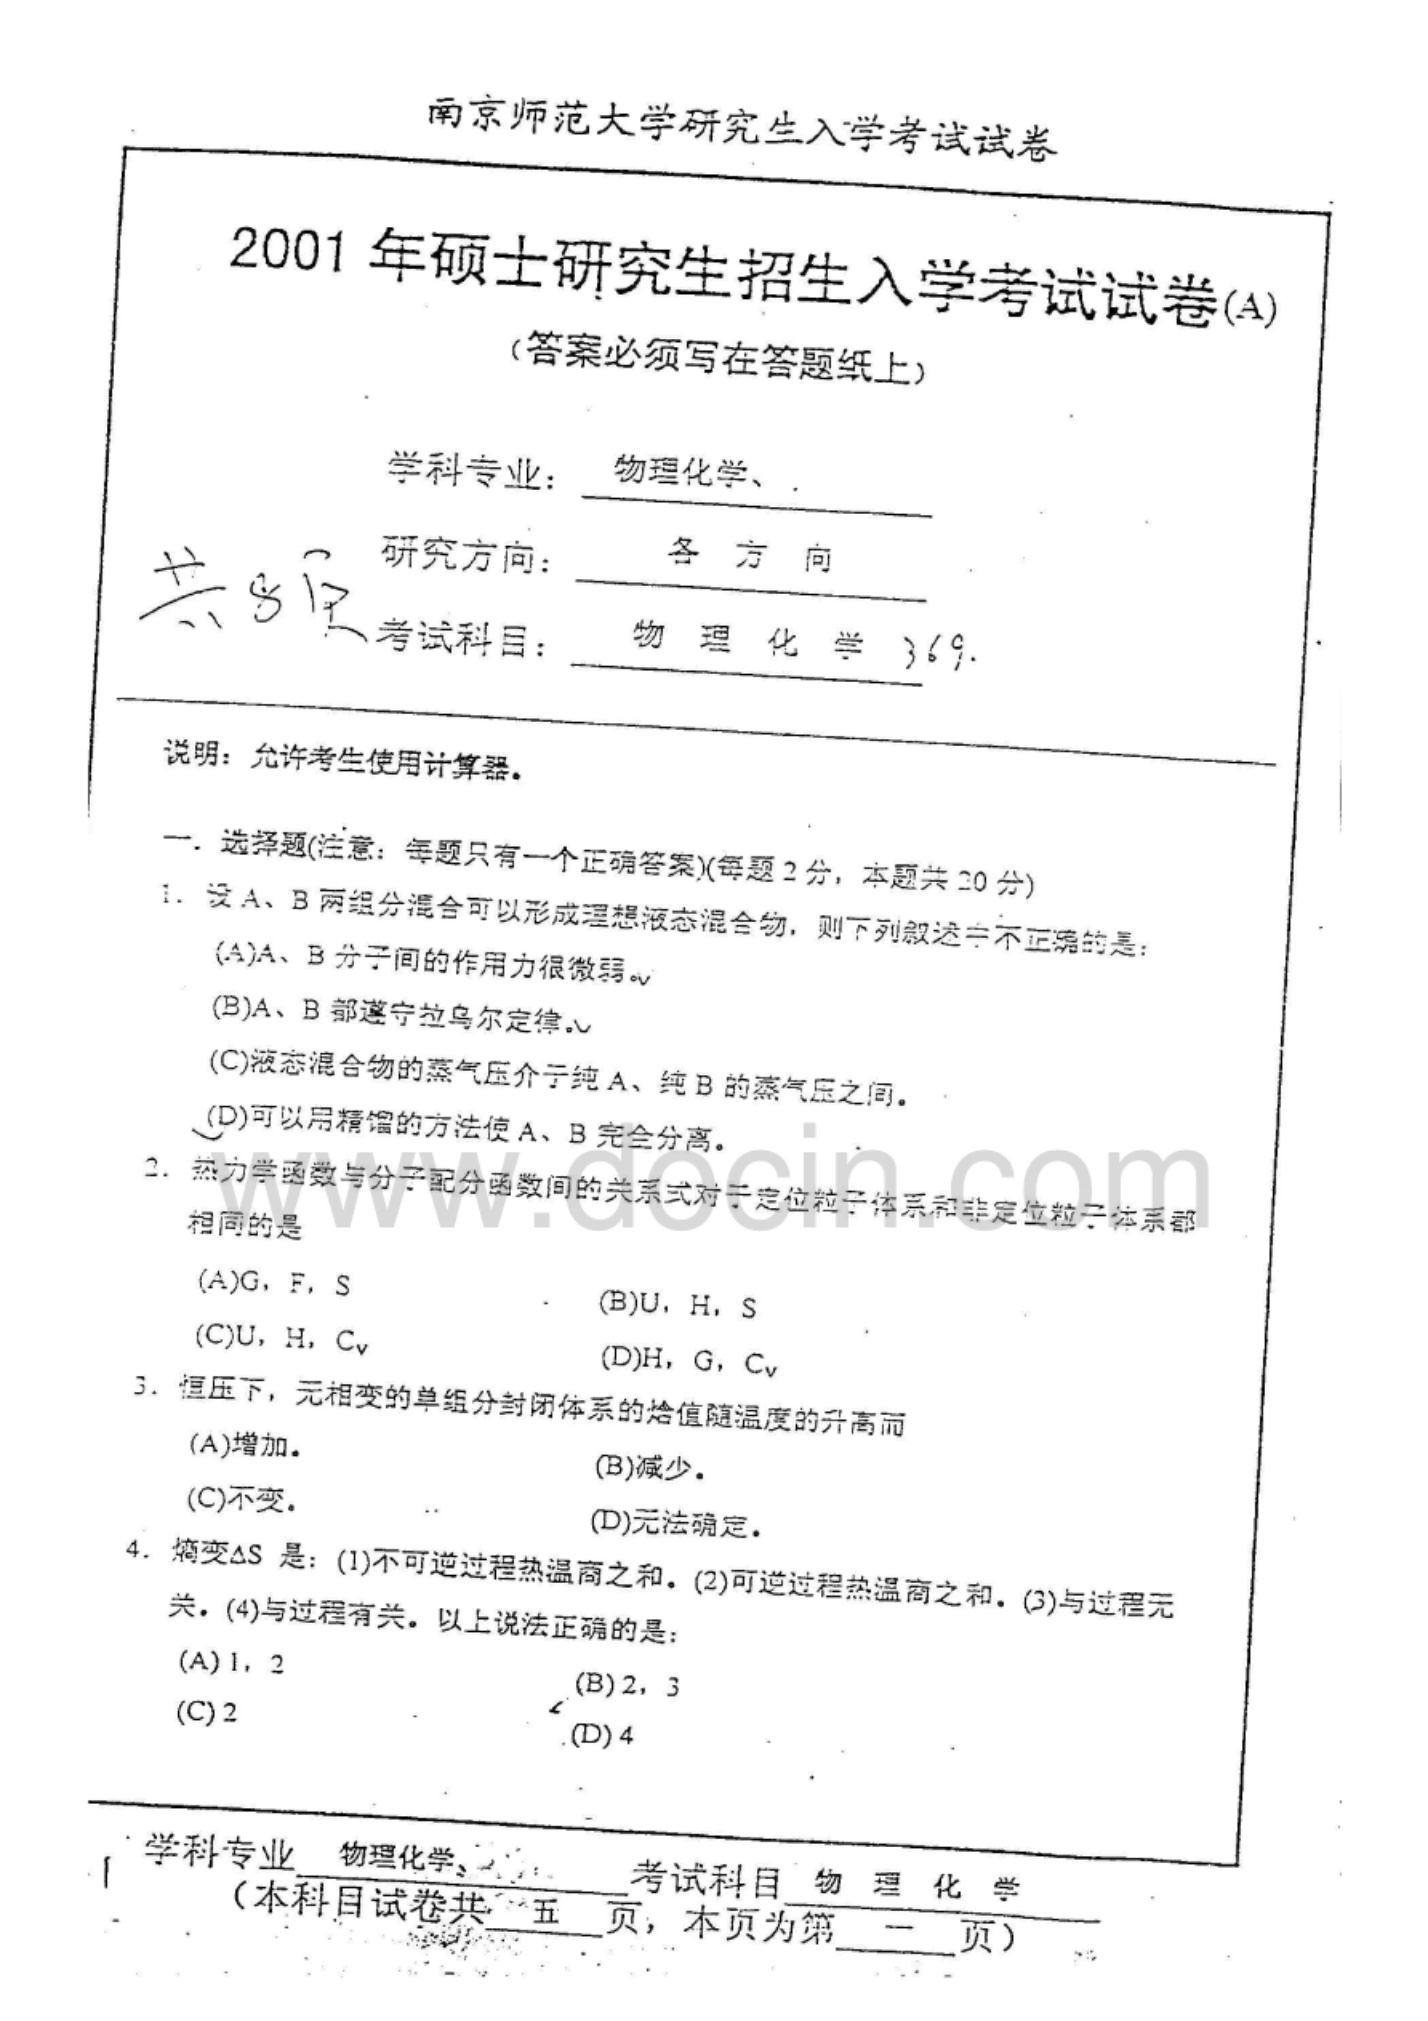 南京师范大学研究生入学考试试卷
2001 年硕士研究生招生入学考试试卷(A)
（答案必须写在答题纸上）
学科专业： 物理化学、
研究方向： 各 方 向
共8页
考试科目： 物 理 化 学 369.
说明：允许考生使用计算器。
一．选择题(注意：每题只有一个正确答案)(每题 2 分，本题共 20 分)
1．设 A、B 两组分混合可以形成理想液态混合物，则下列叙述中不正确的是：
(A)A、B 分子间的作用力很微弱。
(B)A、B 都遵守拉乌尔定律。
(C)液态混合物的蒸气压介于纯 A、纯 B 的蒸气压之间。
(D)可以用精馏的方法使 A、B 完全分离。
www.docin.com
2．热力学函数与分子配分函数间的关系式对于定位粒子体系和非定位粒子体系都
相同的是
(A)G，F，S (B)U，H，S
(C)U，H，Cv (D)H，G，Cv
3．恒压下，无相变的单组分封闭体系的焓值随温度的升高而
(A)增加。 (B)减少。
(C)不变。 (D)无法确定。
4．熵变ΔS 是：(1)不可逆过程热温商之和。(2)可逆过程热温商之和。(3)与过程无
关。(4)与过程有关。以上说法正确的是：
(A) 1，2 (B) 2，3
(C) 2 (D) 4
学科专业 物理化学、 考试科目 物 理 化 学
（本科目试卷共 五 页，本页为第 一 页）